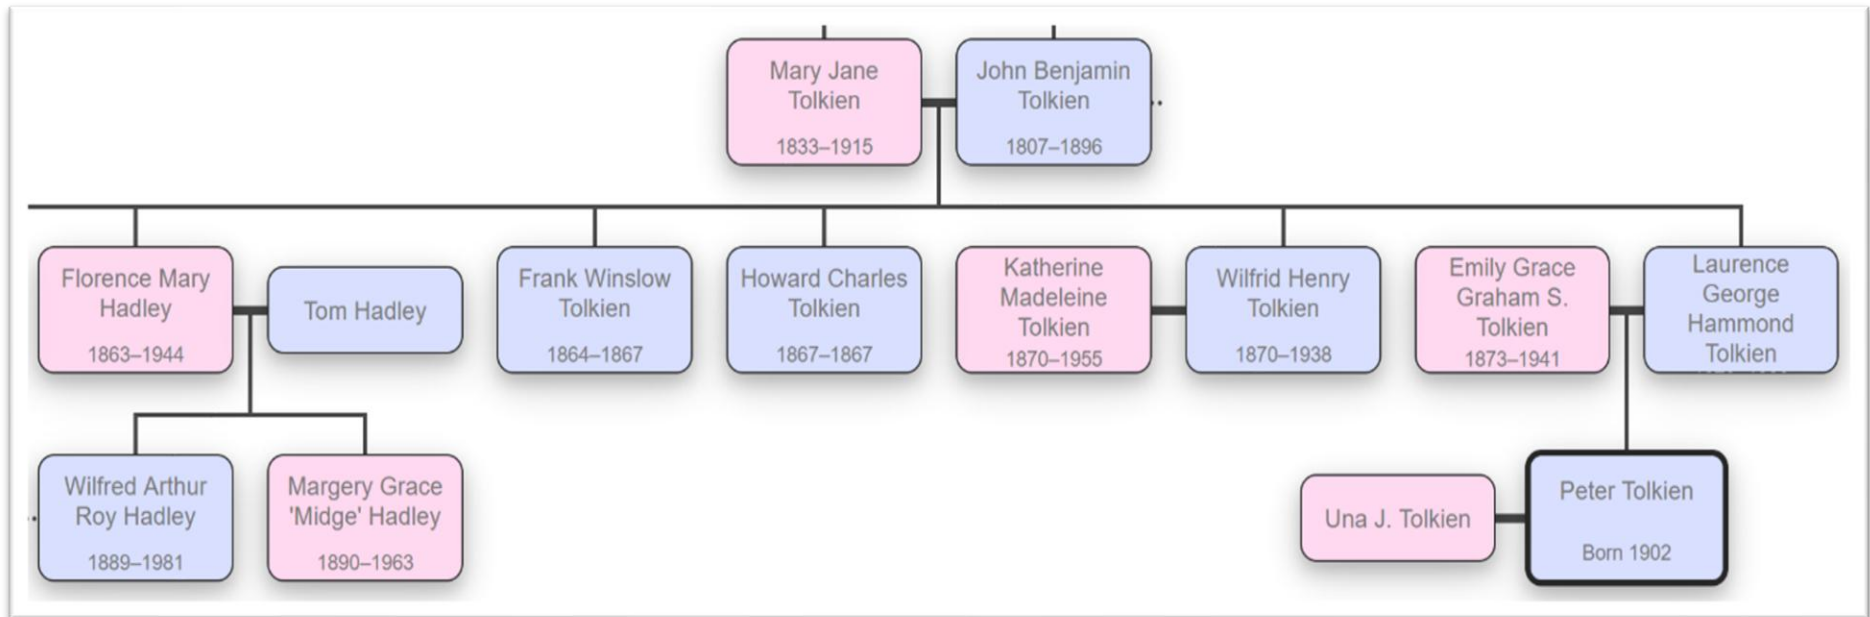 Mary Jane
Tolkien
1833–1915
John Benjamin
Tolkien
1807–1896
Florence Mary
Hadley
1863–1944
Tom Hadley
Frank Winslow
Tolkien
1864–1867
Howard Charles
Tolkien
1867–1867
Katherine
Madeleine
Tolkien
1870–1955
Wilfrid Henry
Tolkien
1870–1938
Emily Grace
Graham S.
Tolkien
1873–1941
Laurence
George
Hammond
Tolkien
Wilfred Arthur
Roy Hadley
1889–1981
Margery Grace
'Midge' Hadley
1890–1963
Una J. Tolkien
Peter Tolkien
Born 1902